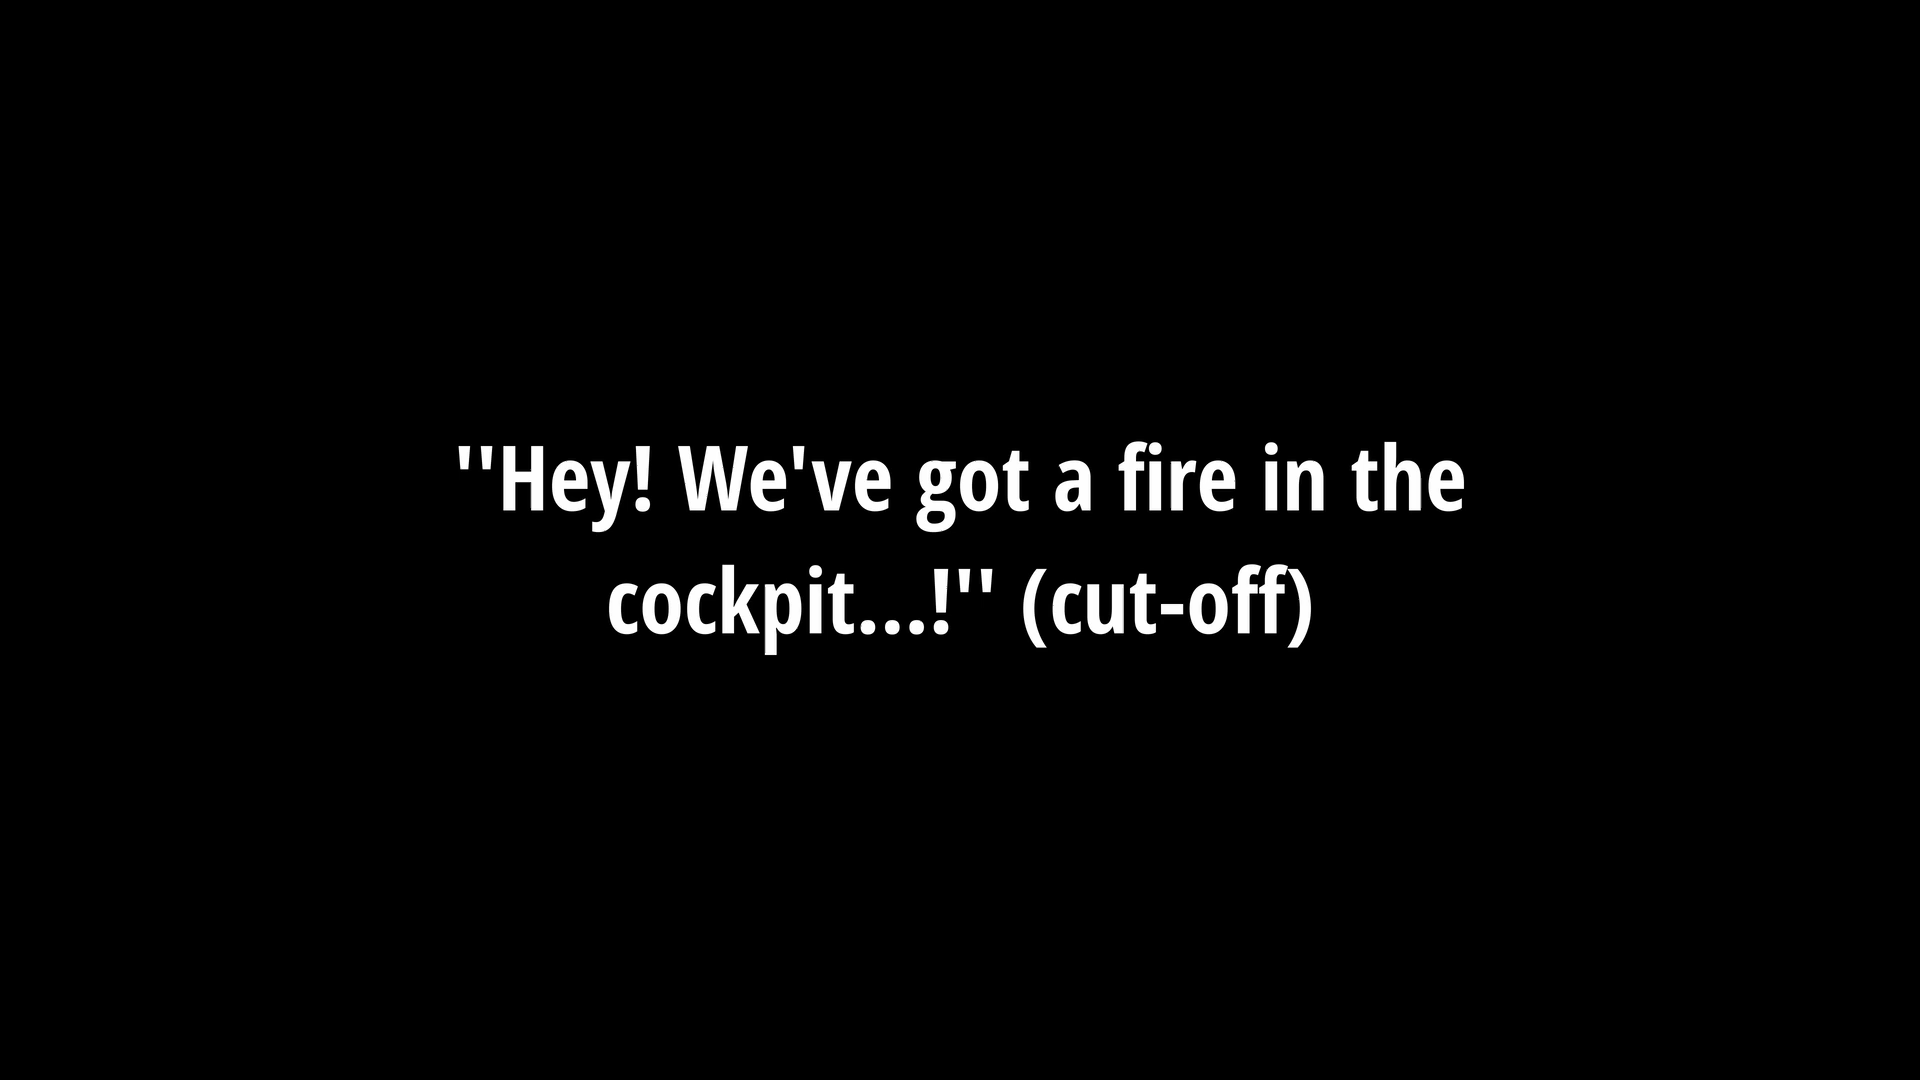 ''Hey! We've got a fire in the
cockpit...!'' (cut-off)